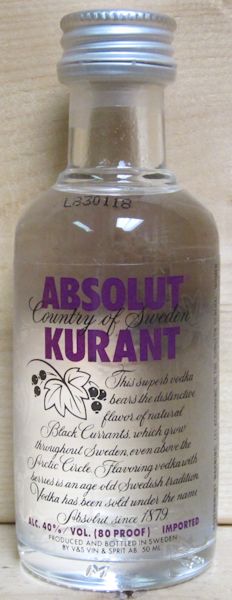 L830118
ABSOLUT
Country of Sweden
KURANT
This superb vodka
bears the distinctive
flavor of natural
Black Currants, which grow
throughout Sweden, even above the
Arctic Circle. Flavouring vodka with
berries is an age old Swedish tradition.
Vodka has been sold under the name
Absolut since 1879
ALC. 40% / VOL. (80 PROOF) IMPORTED
PRODUCED AND BOTTLED IN SWEDEN
BY V&S VIN & SPRIT AB. 50 ML